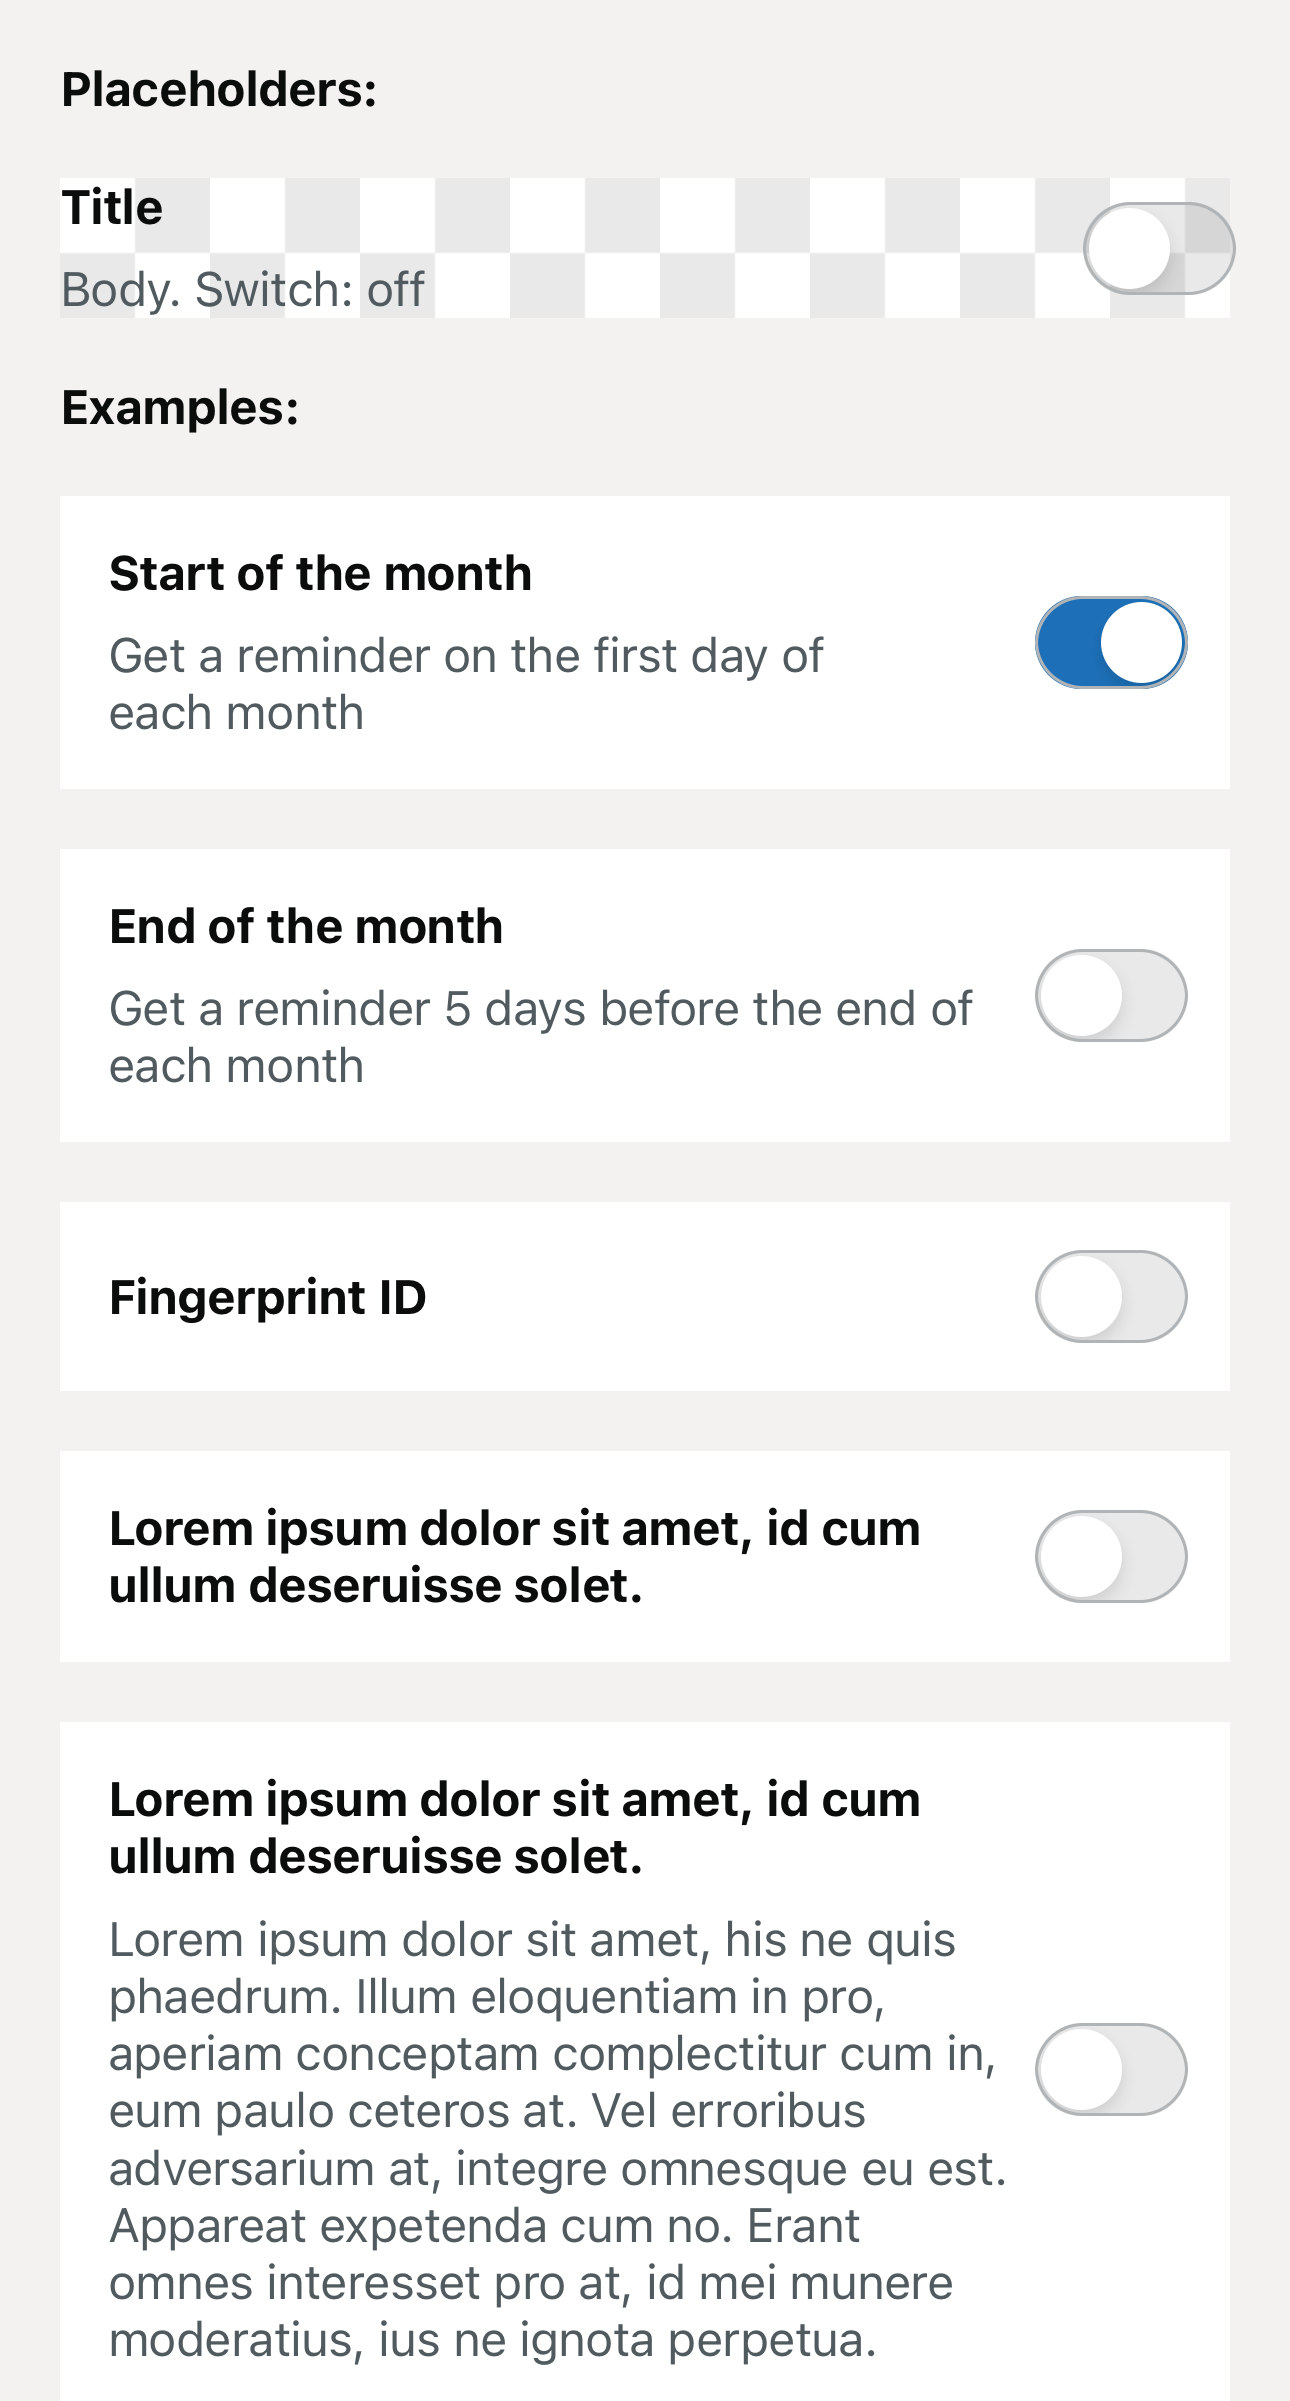 Placeholders:
Title
Body. Switch: off
Examples:
Start of the month
Get a reminder on the first day of
each month
End of the month
Get a reminder 5 days before the end of
each month
Fingerprint ID
Lorem ipsum dolor sit amet, id cum
ullum deseruisse solet.
Lorem ipsum dolor sit amet, id cum
ullum deseruisse solet.
Lorem ipsum dolor sit amet, his ne quis
phaedrum. Illum eloquentiam in pro,
aperiam conceptam complectitur cum in,
eum paulo ceteros at. Vel erroribus
adversarium at, integre omnesque eu est.
Appareat expetenda cum no. Erant
omnes interesset pro at, id mei munere
moderatius, ius ne ignota perpetua.